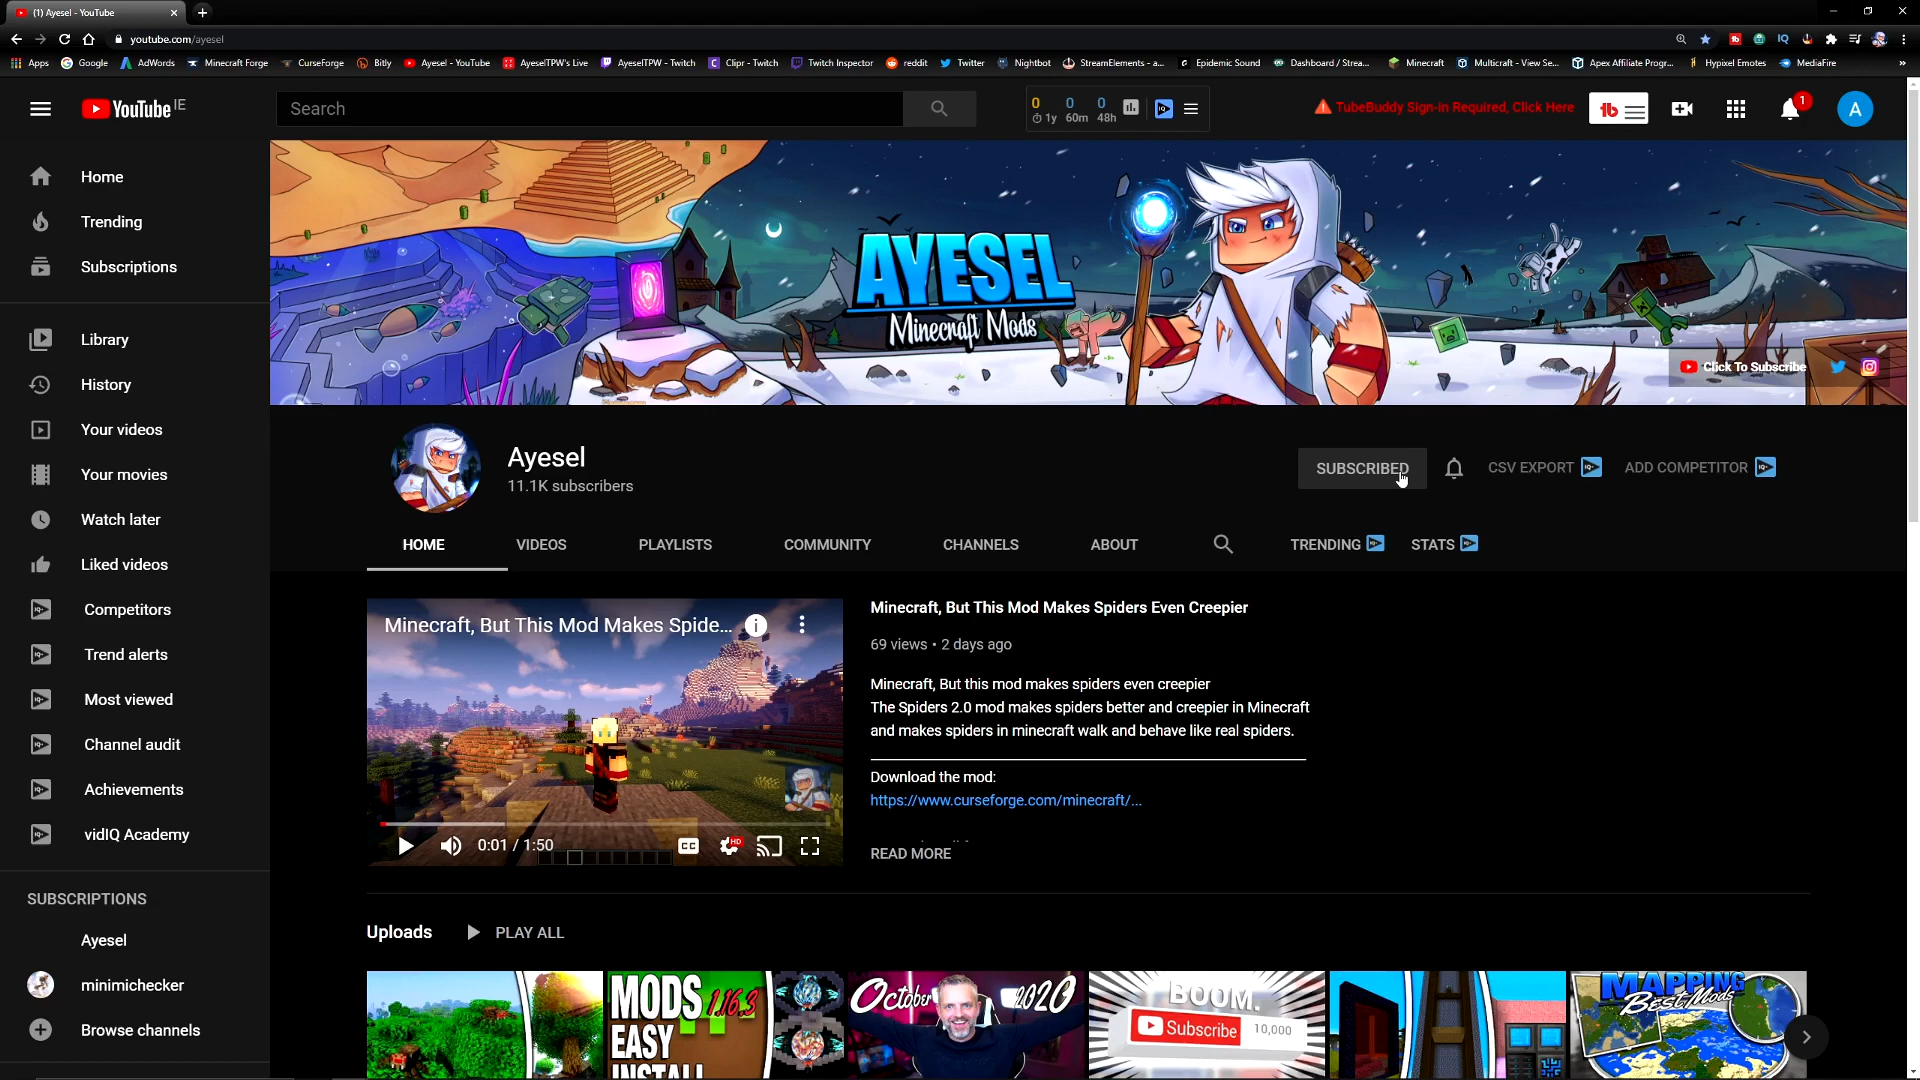 (1) Ayesel - YouTube
youtube.com/ayesel
Apps Google AdWords Minecraft Forge CurseForge Bitly Ayesel - YouTube AyeselTPW's Live AyeselTPW - Twitch Clipr - Twitch Twitch Inspector reddit Twitter Nightbot StreamElements - a... Epidemic Sound Dashboard / Strea... Minecraft Multicraft - View Se... Apex Affiliate Progr... Hypixel Emotes MediaFire
YouTube IE
Search
0 0 0
1y 60m 48h
TubeBuddy Sign-in Required, Click Here
tb
1
A
Home
Trending
Subscriptions
Library
History
Your videos
Your movies
Watch later
Liked videos
Competitors
Trend alerts
Most viewed
Channel audit
Achievements
vidIQ Academy
SUBSCRIPTIONS
Ayesel
minimichecker
Browse channels
AYESEL
Minecraft Mods
Click To Subscribe
Ayesel
11.1K subscribers
SUBSCRIBED
CSV EXPORT
ADD COMPETITOR
HOME VIDEOS PLAYLISTS COMMUNITY CHANNELS ABOUT TRENDING STATS
Minecraft, But This Mod Makes Spide...
0:01 / 1:50
CC
HD
Minecraft, But This Mod Makes Spiders Even Creepier
69 views • 2 days ago
Minecraft, But this mod makes spiders even creepier
The Spiders 2.0 mod makes spiders better and creepier in Minecraft
and makes spiders in minecraft walk and behave like real spiders.
Download the mod:
https://www.curseforge.com/minecraft/...
READ MORE
Uploads PLAY ALL
MODS 1.16.3
EASY
INSTALL
October 2020
BOOM.
Subscribe 10,000
MAPPING
Best Mods